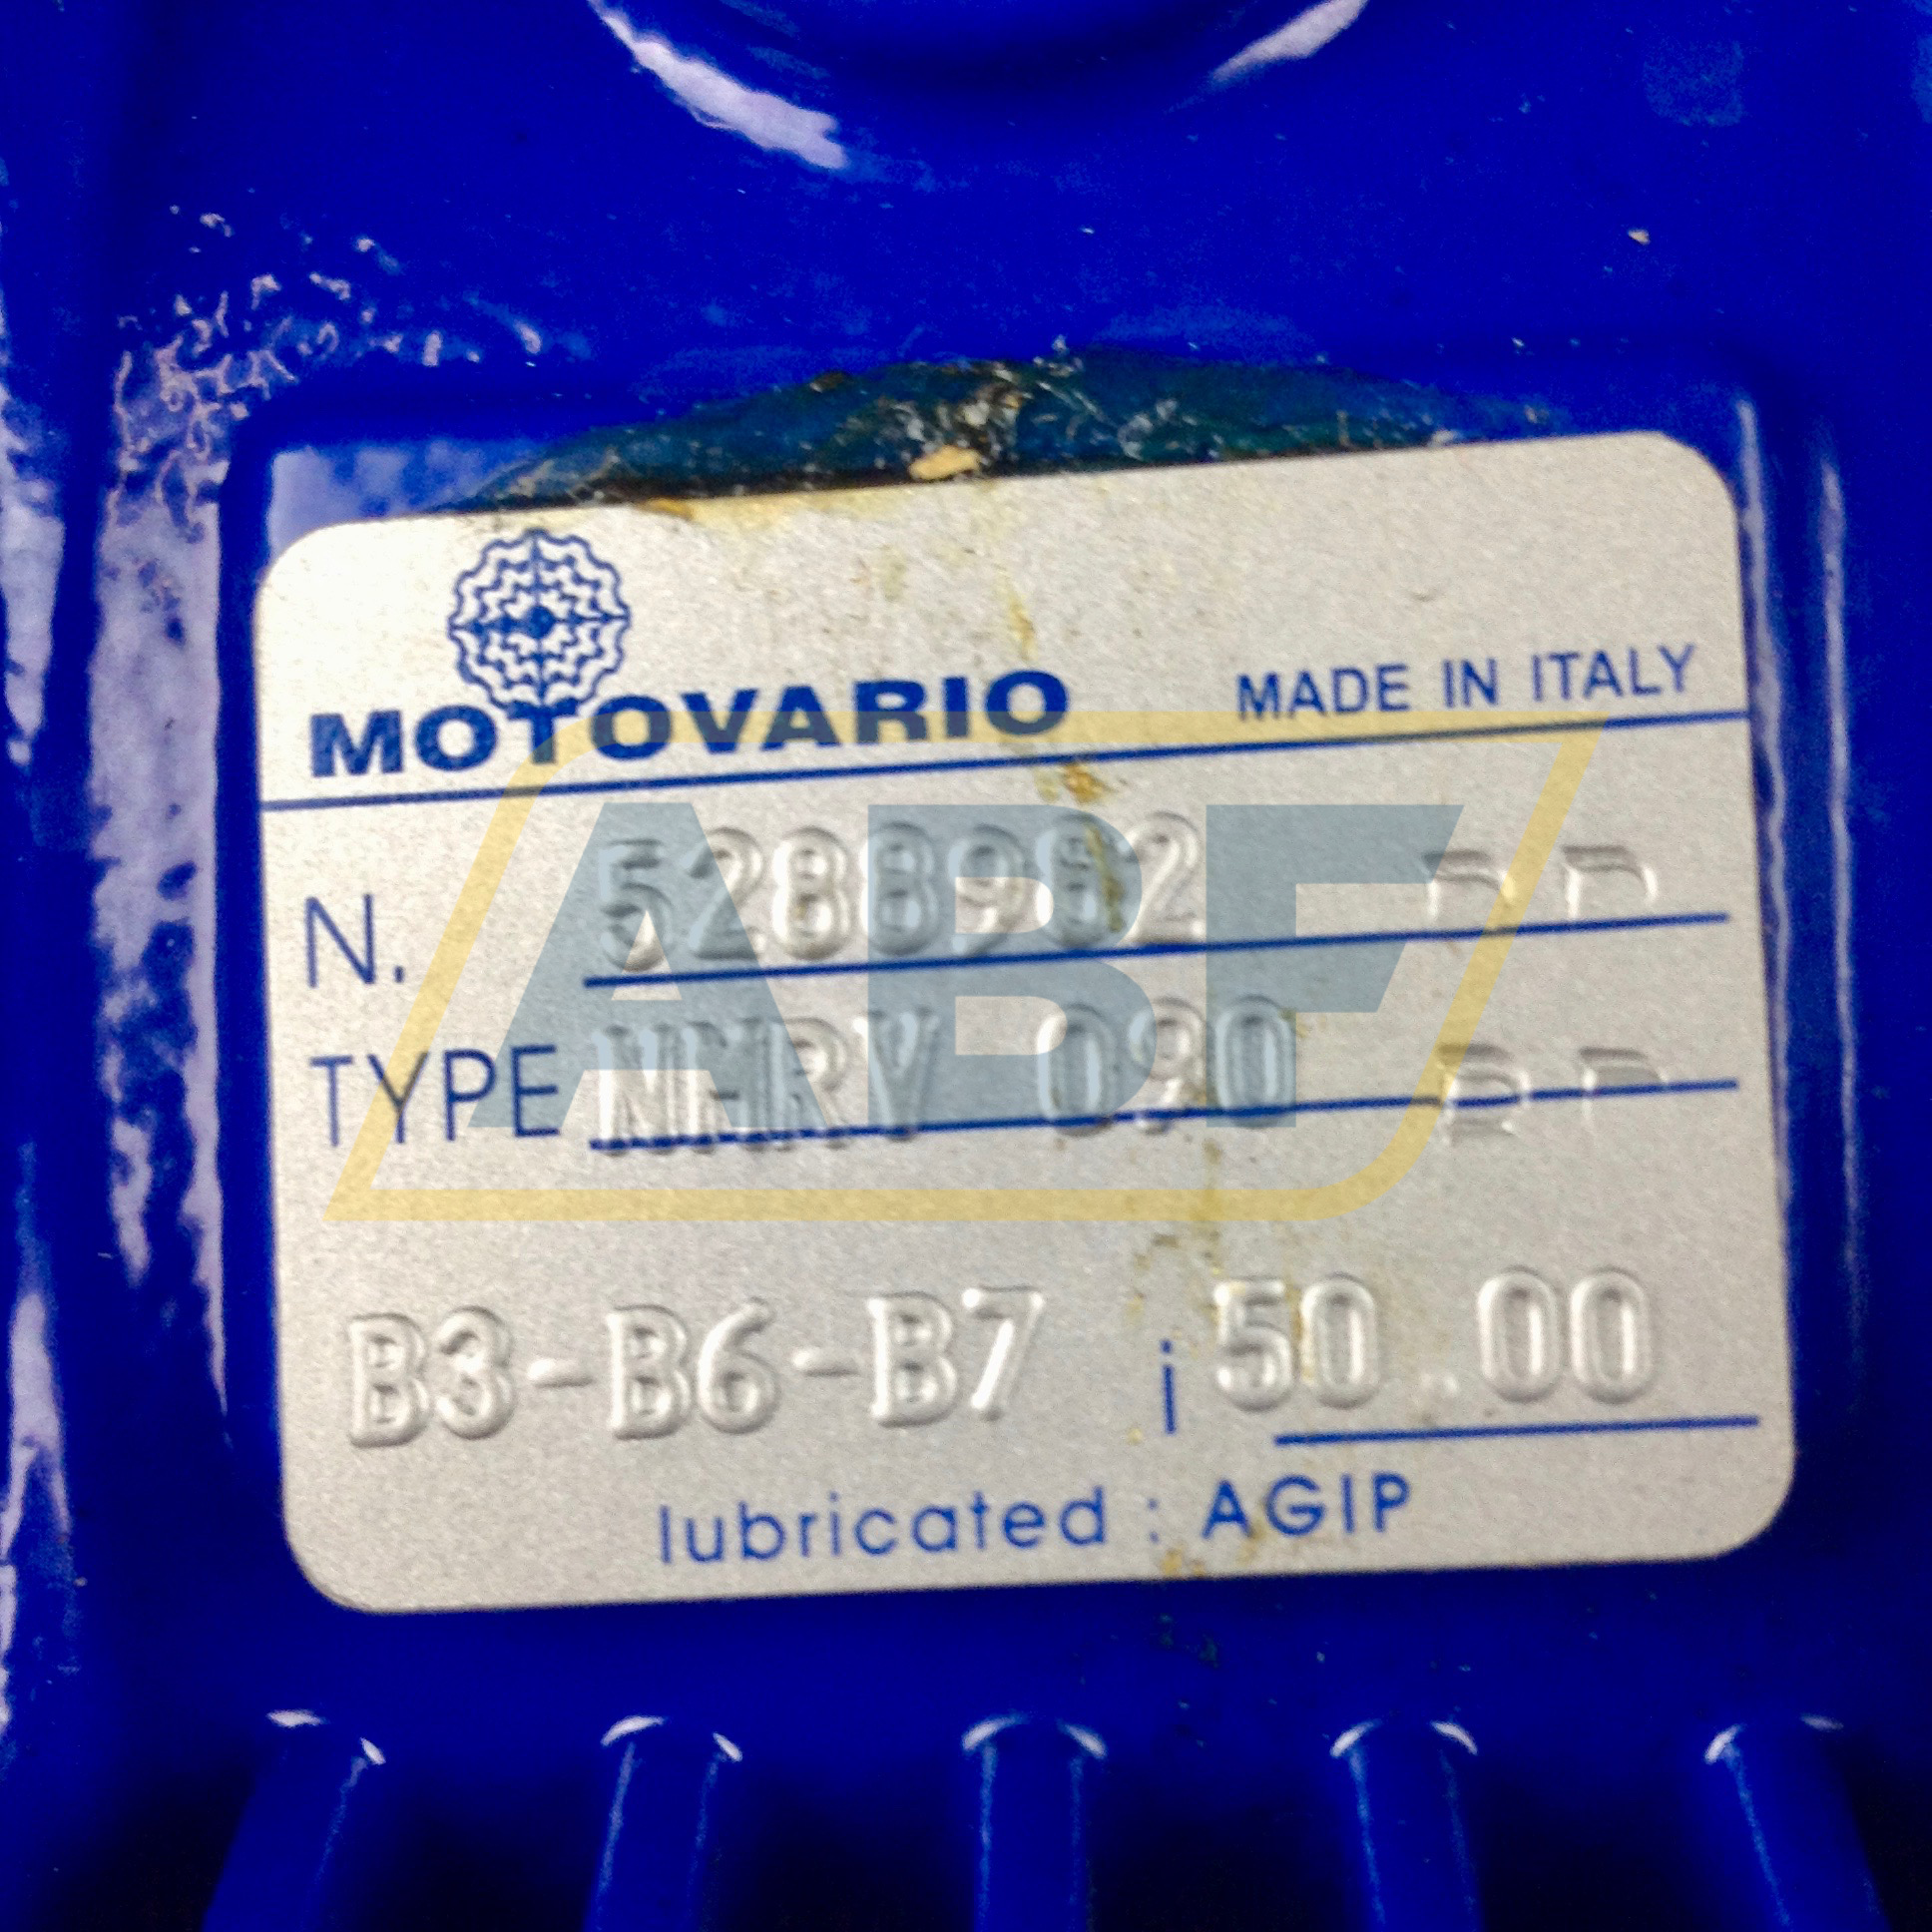 MOTOVARIO MADE IN ITALY
N. 5288982
TYPE NMRV 090
B3-B6-B7 i 50.00
lubricated : AGIP
ABF